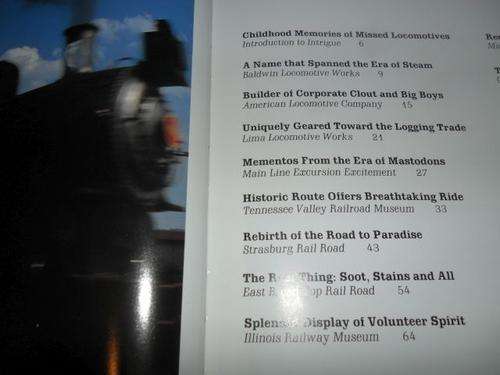 Childhood Memories of Missed Locomotives
Introduction to Intrigue 6
A Name that Spanned the Era of Steam
Baldwin Locomotive Works 9
Builder of Corporate Clout and Big Boys
American Locomotive Company 15
Uniquely Geared Toward the Logging Trade
Lima Locomotive Works 21
Mementos From the Era of Mastodons
Main Line Excursion Excitement 27
Historic Route Offers Breathtaking Ride
Tennessee Valley Railroad Museum 33
Rebirth of the Road to Paradise
Strasburg Rail Road 43
The Thing: Soot, Stains and All
East Top Rail Road 54
Display of Volunteer Spirit
Illinois Railway Museum 64